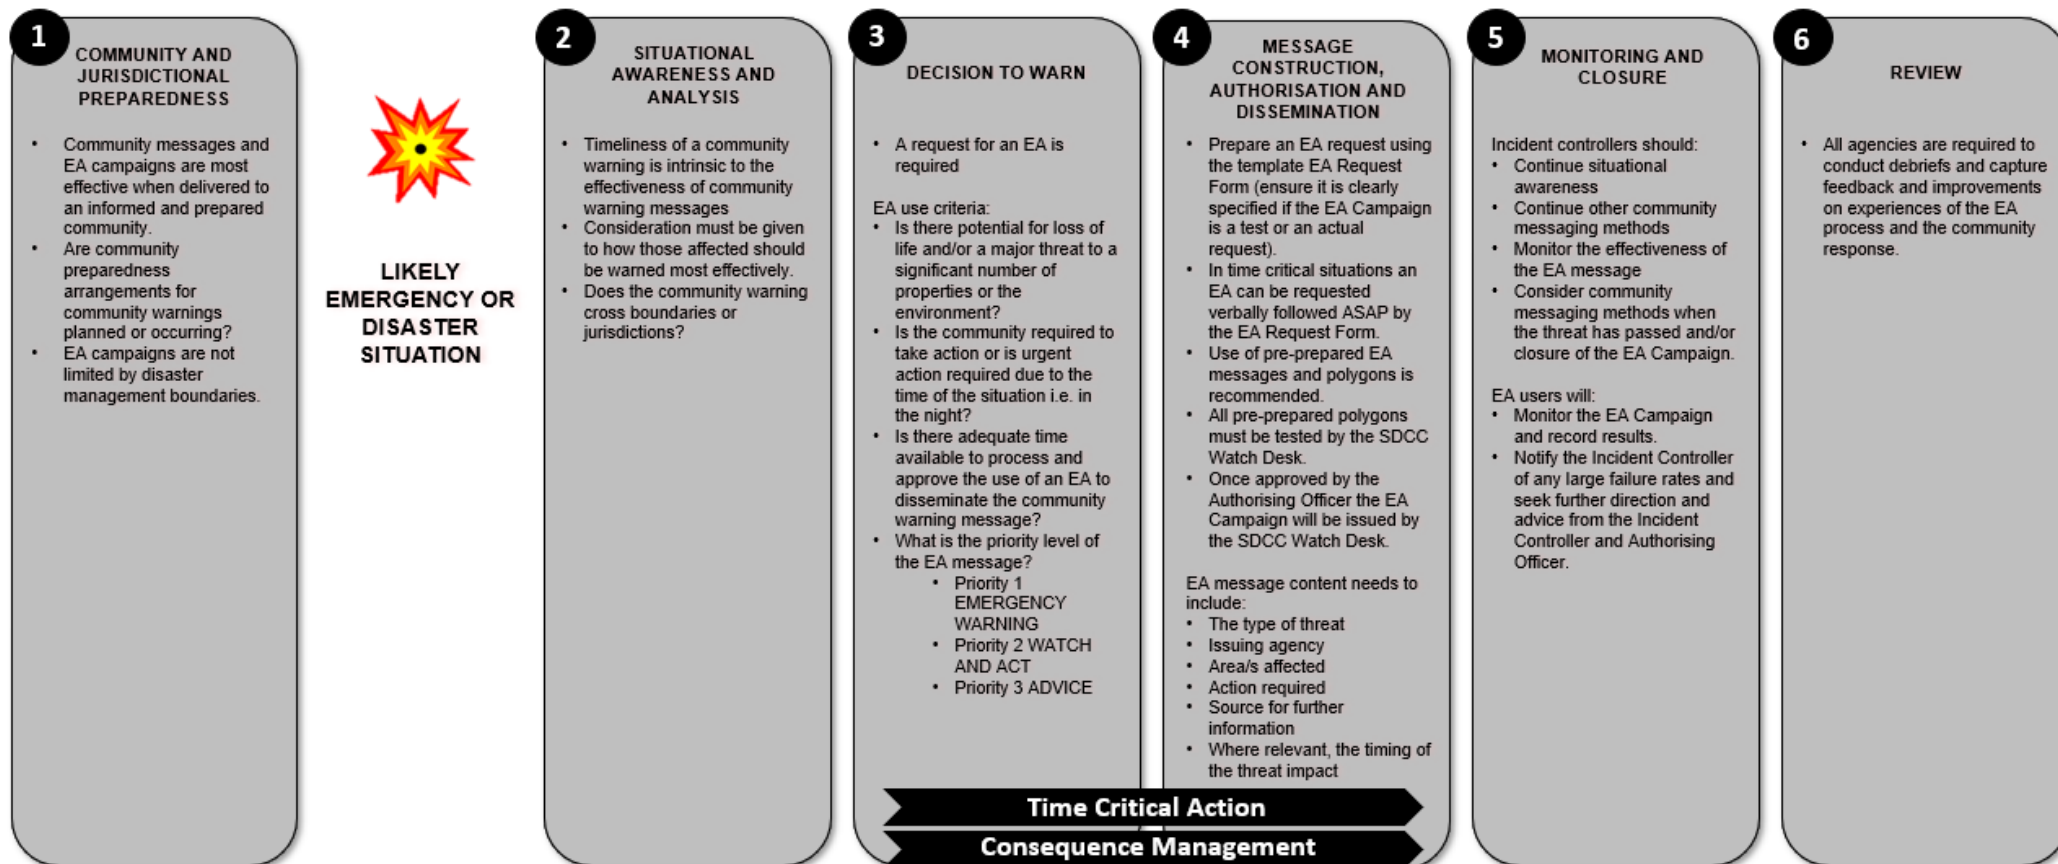 1
COMMUNITY AND
JURISDICTIONAL
PREPAREDNESS
• Community messages and
EA campaigns are most
effective when delivered to
an informed and prepared
community.
• Are community
preparedness
arrangements for
community warnings
planned or occurring?
• EA campaigns are not
limited by disaster
management boundaries.
LIKELY
EMERGENCY OR
DISASTER
SITUATION
2
SITUATIONAL
AWARENESS AND
ANALYSIS
• Timeliness of a community
warning is intrinsic to the
effectiveness of community
warning messages
• Consideration must be given
to how those affected should
be warned most effectively.
• Does the community warning
cross boundaries or
jurisdictions?
3
DECISION TO WARN
• A request for an EA is
required
EA use criteria:
• Is there potential for loss of
life and/or a major threat to a
significant number of
properties or the
environment?
• Is the community required to
take action or is urgent
action required due to the
time of the situation i.e. in
the night?
• Is there adequate time
available to process and
approve the use of an EA to
disseminate the community
warning message?
• What is the priority level of
the EA message?
• Priority 1
EMERGENCY
WARNING
• Priority 2 WATCH
AND ACT
• Priority 3 ADVICE
4
MESSAGE
CONSTRUCTION,
AUTHORISATION AND
DISSEMINATION
• Prepare an EA request using
the template EA Request
Form (ensure it is clearly
specified if the EA Campaign
is a test or an actual
request).
• In time critical situations an
EA can be requested
verbally followed ASAP by
the EA Request Form.
• Use of pre-prepared EA
messages and polygons is
recommended.
• All pre-prepared polygons
must be tested by the SDCC
Watch Desk.
• Once approved by the
Authorising Officer the EA
Campaign will be issued by
the SDCC Watch Desk.
EA message content needs to
include:
• The type of threat
• Issuing agency
• Area/s affected
• Action required
• Source for further
information
• Where relevant, the timing of
the threat impact
Time Critical Action
Consequence Management
5
MONITORING AND
CLOSURE
Incident controllers should:
• Continue situational
awareness
• Continue other community
messaging methods
• Monitor the effectiveness of
the EA message
• Consider community
messaging methods when
the threat has passed and/or
closure of the EA Campaign.
EA users will:
• Monitor the EA Campaign
and record results.
• Notify the Incident Controller
of any large failure rates and
seek further direction and
advice from the Incident
Controller and Authorising
Officer.
6
REVIEW
• All agencies are required to
conduct debriefs and capture
feedback and improvements
on experiences of the EA
process and the community
response.